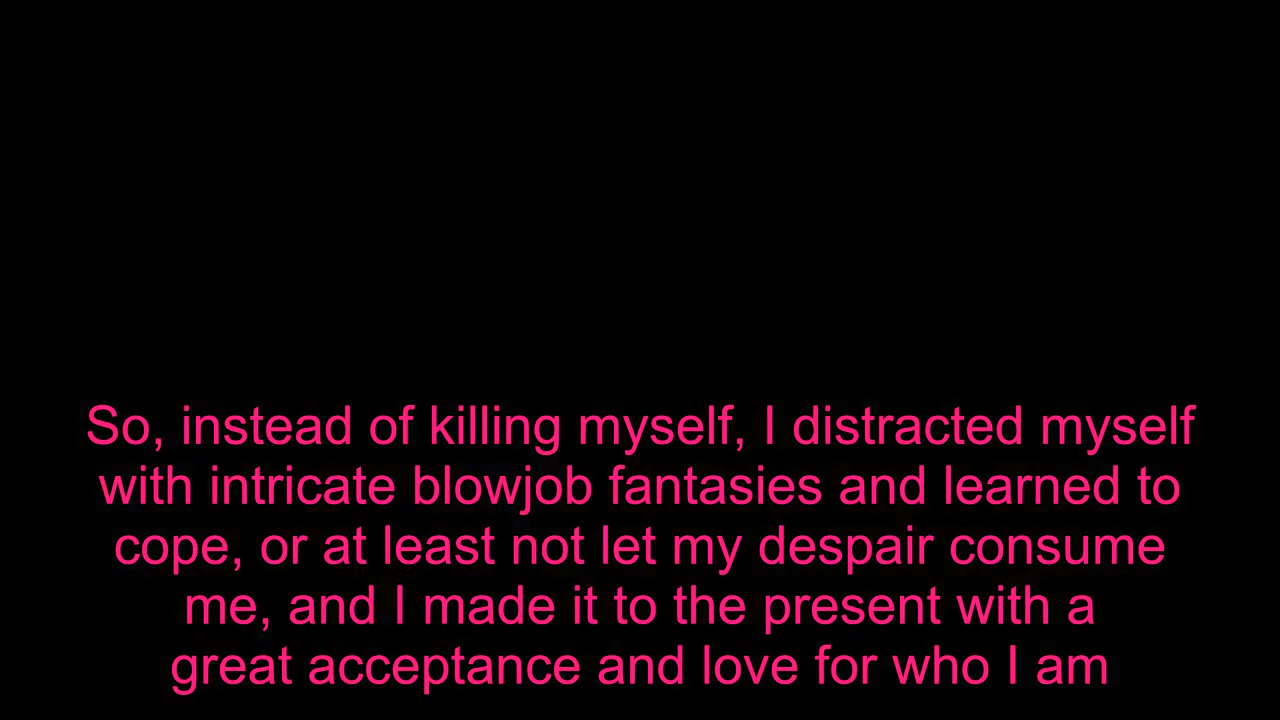 So, instead of killing myself, I distracted myself
with intricate blowjob fantasies and learned to
cope, or at least not let my despair consume
me, and I made it to the present with a
great acceptance and love for who I am